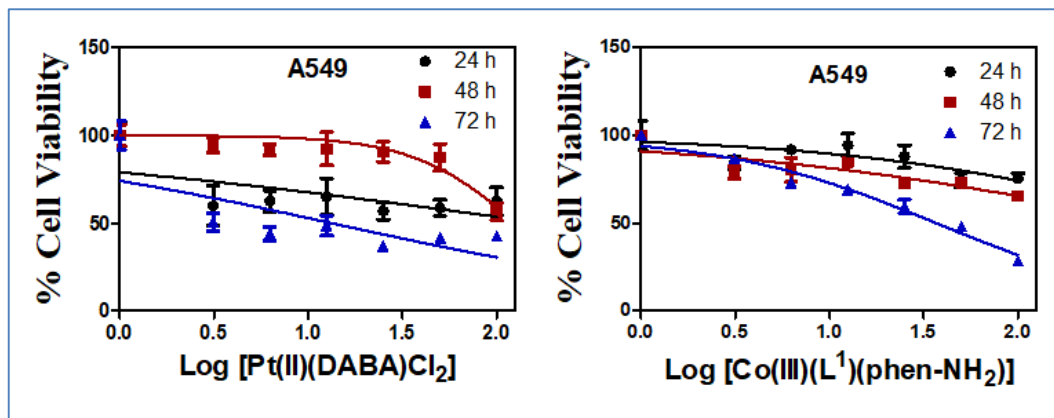 % Cell Viability
150
100
50
0
A549
24 h
48 h
72 h
0.0 0.5 1.0 1.5 2.0
Log [Pt(II)(DABA)Cl₂]
% Cell Viability
150
100
50
0
A549
24 h
48 h
72 h
0.0 0.5 1.0 1.5 2.0
Log [Co(III)(L¹)(phen-NH₂)]